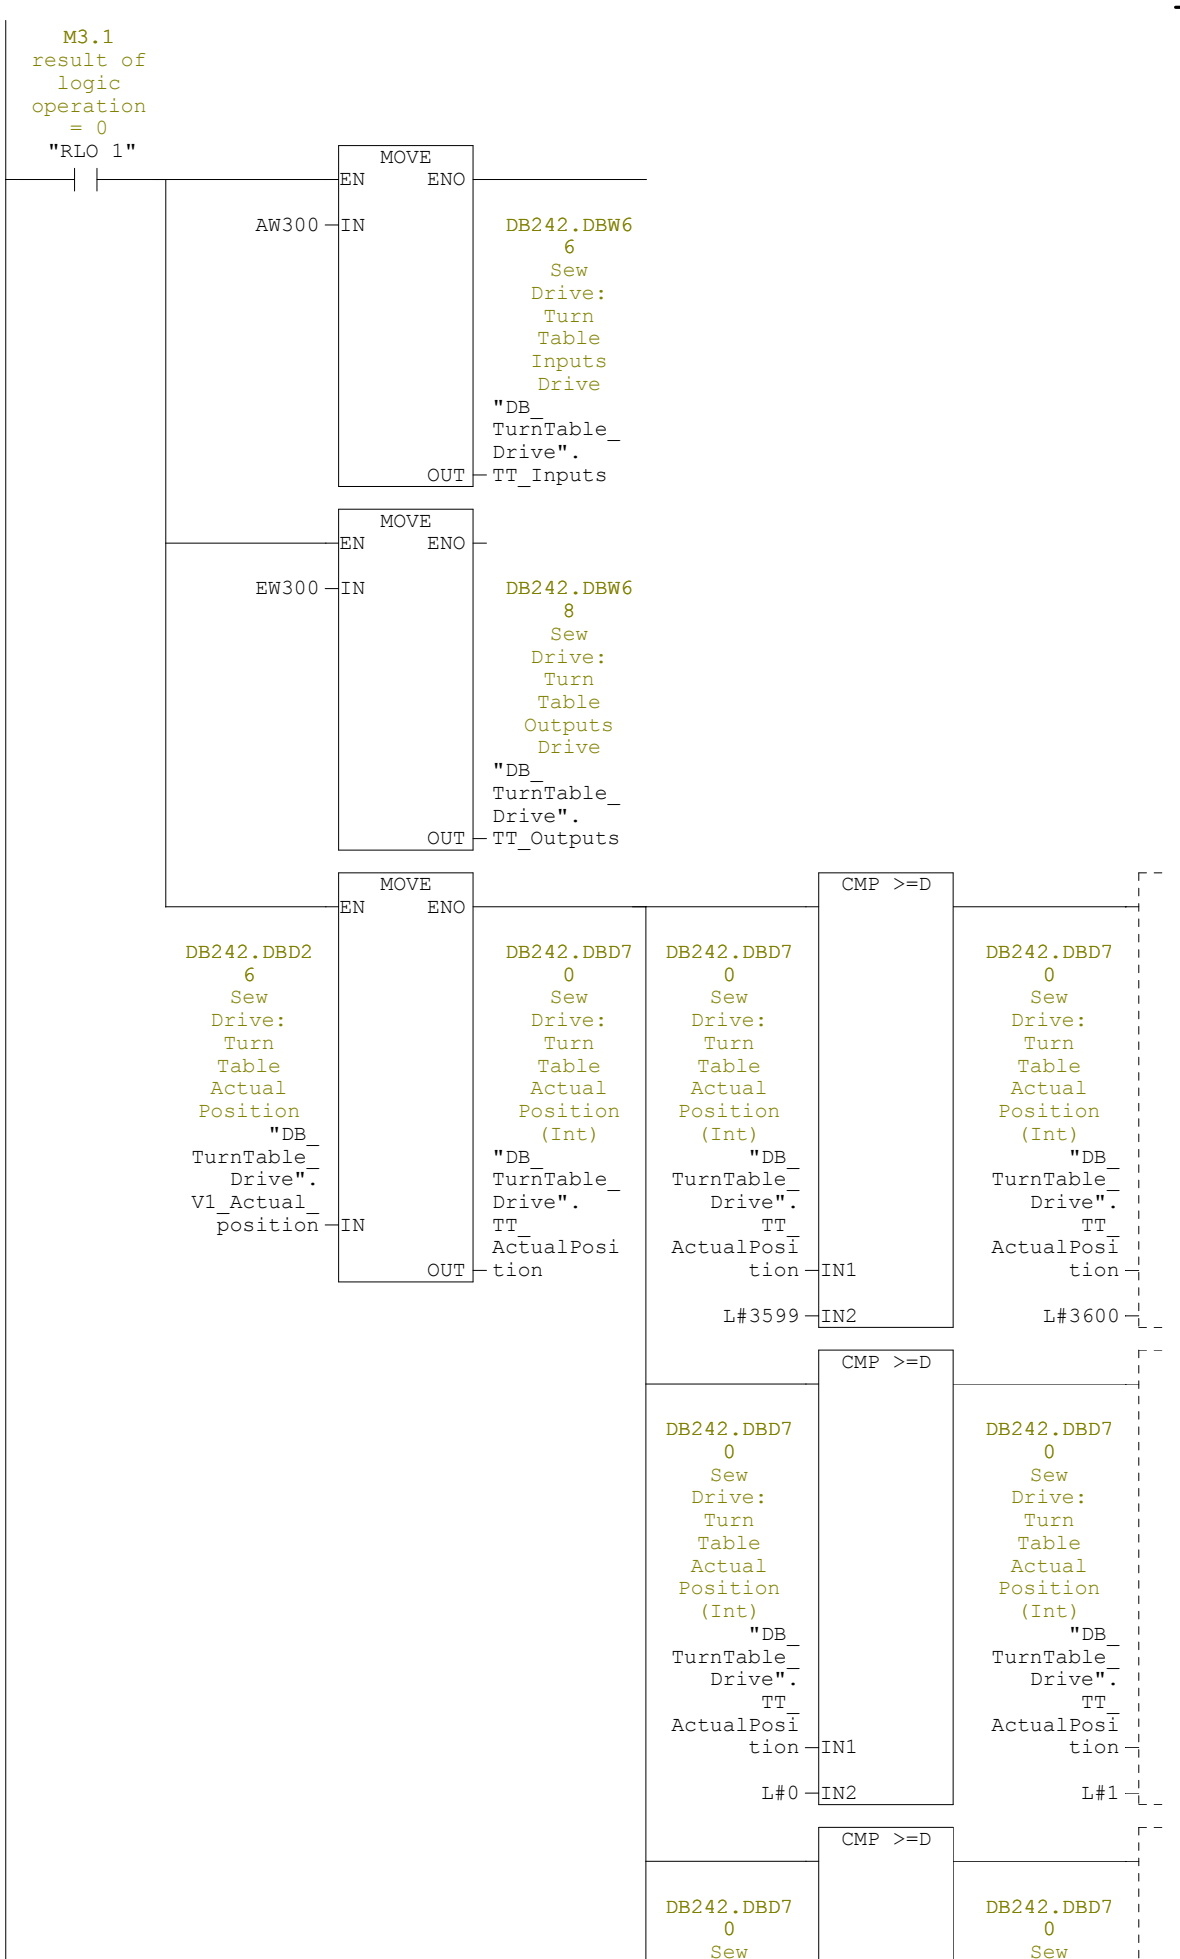 M3.1
result of
logic
operation
= 0
"RLO 1"
MOVE
EN ENO
AW300 IN
DB242.DBW6
6
Sew
Drive:
Turn
Table
Inputs
Drive
"DB_
TurnTable_
Drive".
OUT TT_Inputs
MOVE
EN ENO
EW300 IN
DB242.DBW6
8
Sew
Drive:
Turn
Table
Outputs
Drive
"DB_
TurnTable_
Drive".
OUT TT_Outputs
MOVE
EN ENO
DB242.DBD2
6
Sew
Drive:
Turn
Table
Actual
Position
"DB_
TurnTable_
Drive".
V1_Actual_
position IN
DB242.DBD7
0
Sew
Drive:
Turn
Table
Actual
Position
(Int)
"DB_
TurnTable_
Drive".
TT_
ActualPosi
OUT tion
CMP >=D
DB242.DBD7
0
Sew
Drive:
Turn
Table
Actual
Position
(Int)
"DB_
TurnTable_
Drive".
TT_
ActualPosi
tion IN1
L#3599 IN2
DB242.DBD7
0
Sew
Drive:
Turn
Table
Actual
Position
(Int)
"DB_
TurnTable_
Drive".
TT_
ActualPosi
tion
L#3600
CMP >=D
DB242.DBD7
0
Sew
Drive:
Turn
Table
Actual
Position
(Int)
"DB_
TurnTable_
Drive".
TT_
ActualPosi
tion IN1
L#0 IN2
DB242.DBD7
0
Sew
Drive:
Turn
Table
Actual
Position
(Int)
"DB_
TurnTable_
Drive".
TT_
ActualPosi
tion
L#1
CMP >=D
DB242.DBD7
0
Sew
DB242.DBD7
0
Sew